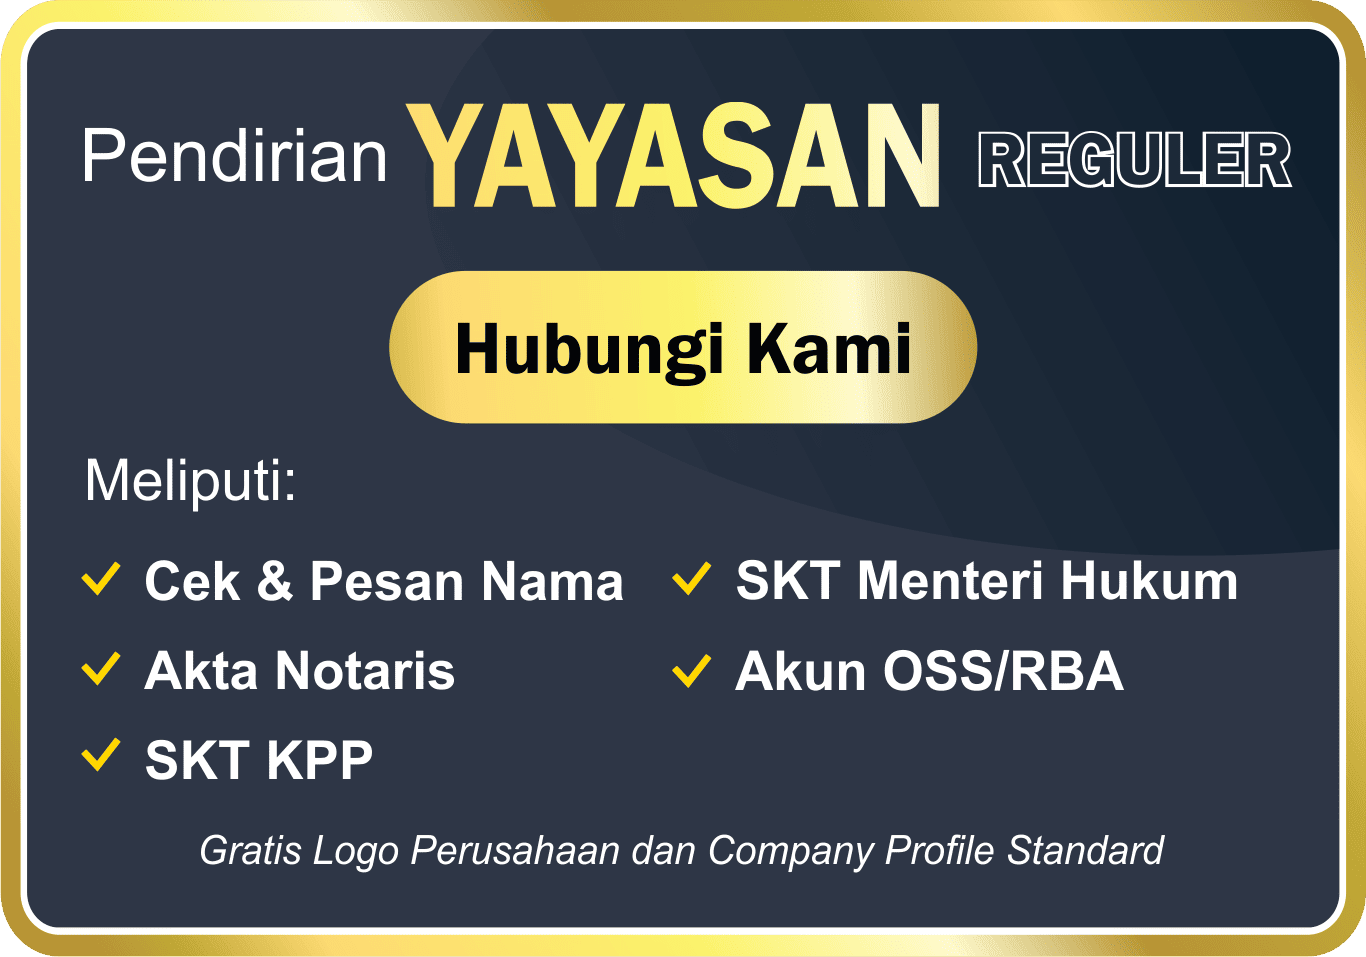 Pendirian YAYASAN REGULER
Hubungi Kami
Meliputi:
Cek & Pesan Nama
Akta Notaris
SKT KPP
SKT Menteri Hukum
Akun OSS/RBA
Gratis Logo Perusahaan dan Company Profile Standard